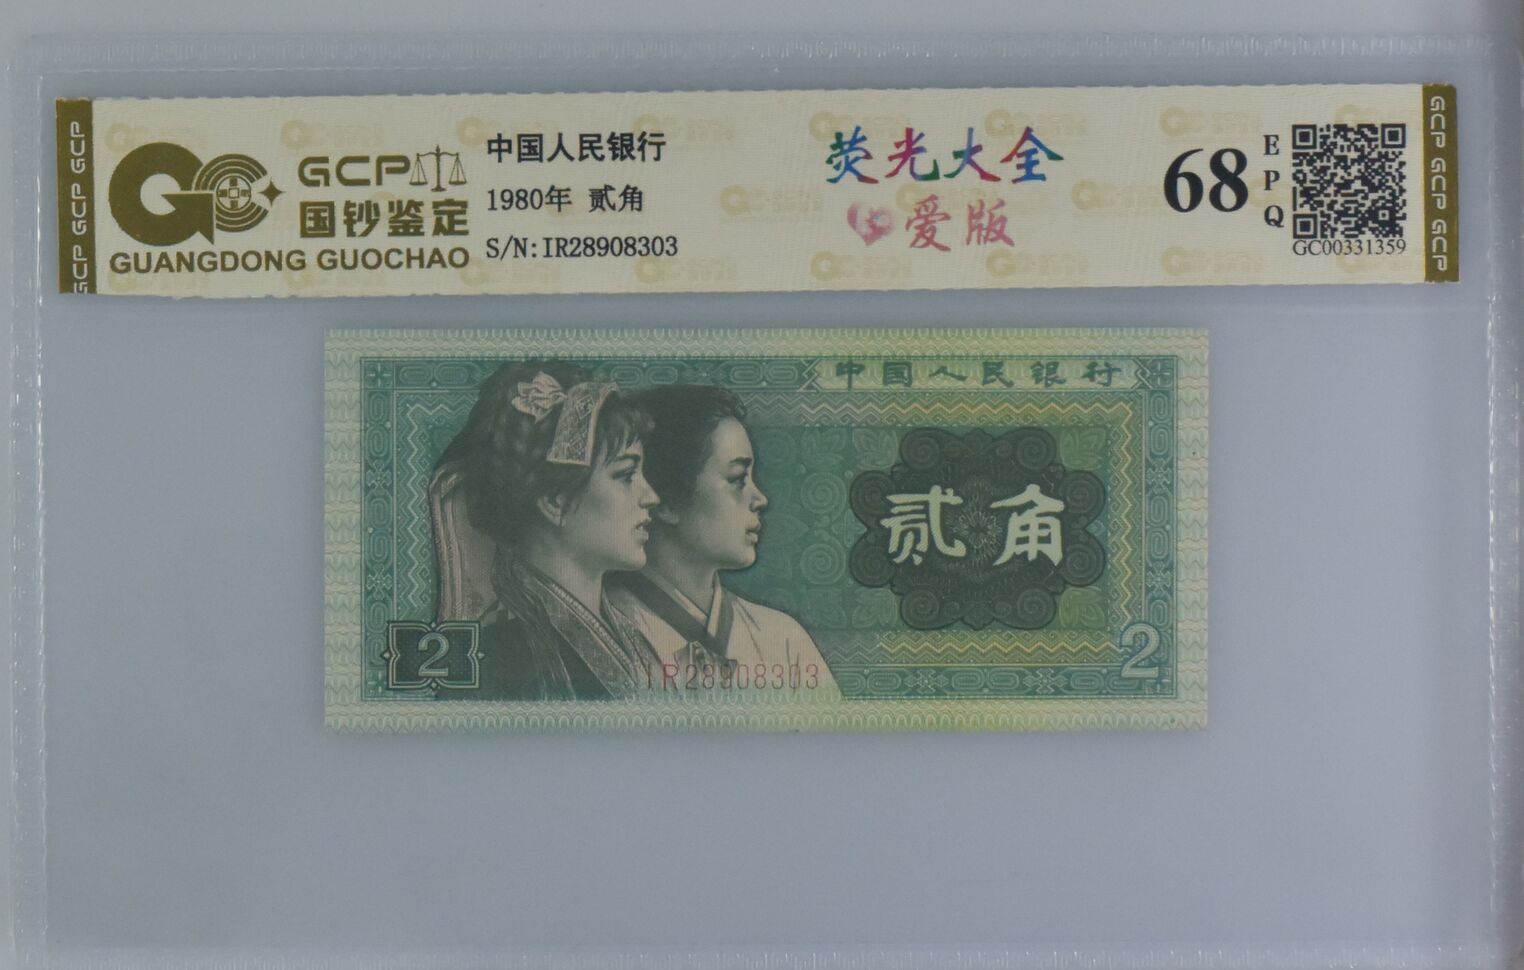 GCP GCP GCP
GCP
国钞鉴定
GUANGDONG GUOCHAO
中国人民银行
1980年 贰角
S/N:IR28908303
荧光大全
爱版
68
EPQ
GC00331359
GCP GCP GCP
中国人民银行
贰角
2
IR28908303
2